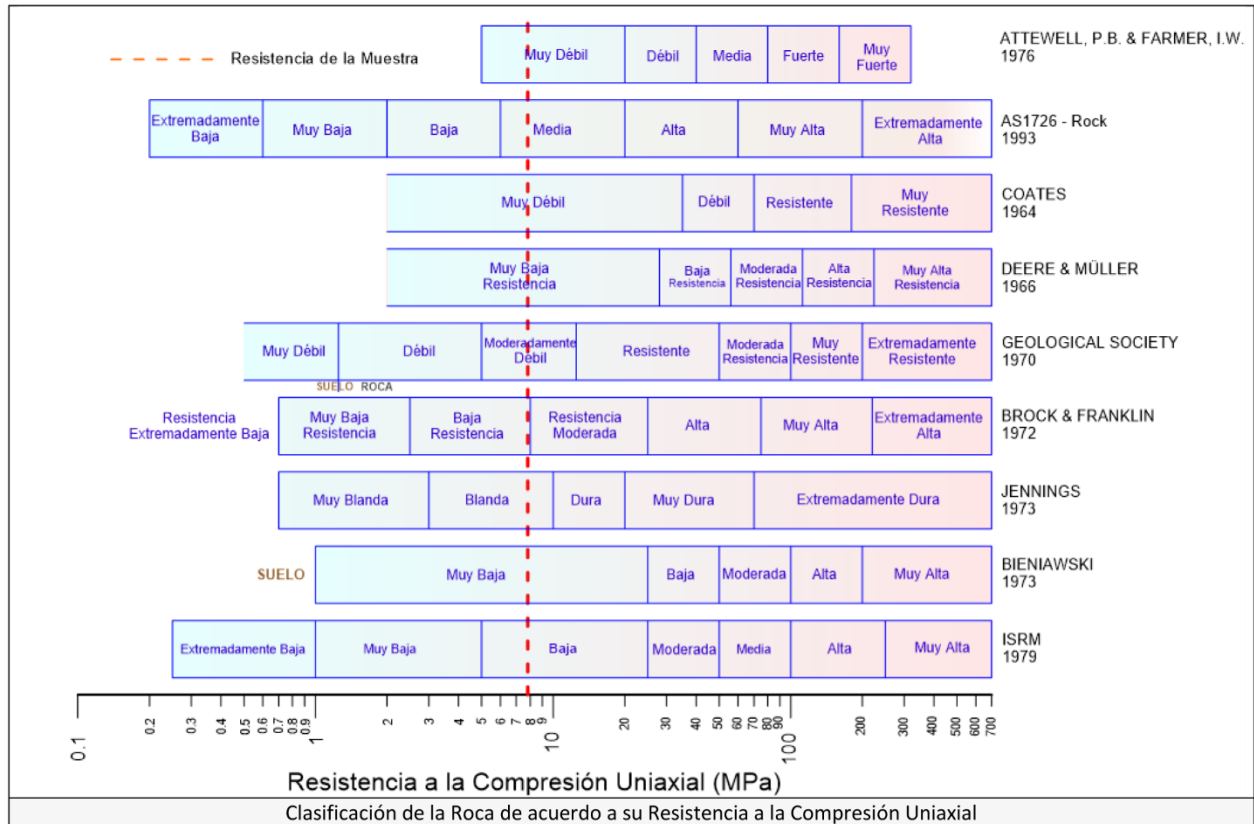 Resistencia de la Muestra
Muy Débil
Débil
Media
Fuerte
Muy
Fuerte
ATTEWELL, P.B. & FARMER, I.W.
1976
Extremadamente
Baja
Muy Baja
Baja
Media
Alta
Muy Alta
Extremadamente
Alta
AS1726 - Rock
1993
Muy Débil
Débil
Resistente
Muy
Resistente
COATES
1964
Muy Baja
Resistencia
Baja
Resistencia
Moderada
Resistencia
Alta
Resistencia
Muy Alta
Resistencia
DEERE & MÜLLER
1966
Muy Débil
Débil
Moderadamente
Débil
Resistente
Moderada
Resistencia
Muy
Resistente
Extremadamente
Resistente
GEOLOGICAL SOCIETY
1970
SUELO ROCA
Resistencia
Extremadamente Baja
Muy Baja
Resistencia
Baja
Resistencia
Resistencia
Moderada
Alta
Muy Alta
Extremadamente
Alta
BROCK & FRANKLIN
1972
Muy Blanda
Blanda
Dura
Muy Dura
Extremadamente Dura
JENNINGS
1973
SUELO
Muy Baja
Baja
Moderada
Alta
Muy Alta
BIENIAWSKI
1973
Extremadamente Baja
Muy Baja
Baja
Moderada
Media
Alta
Muy Alta
ISRM
1979
0.1 0.2 0.3 0.4 0.5 0.6 0.7 0.8 0.9 1 2 3 4 5 6 7 8 9 10 20 30 40 50 60 70 80 90 100 200 300 400 500 600 700
Resistencia a la Compresión Uniaxial (MPa)
Clasificación de la Roca de acuerdo a su Resistencia a la Compresión Uniaxial